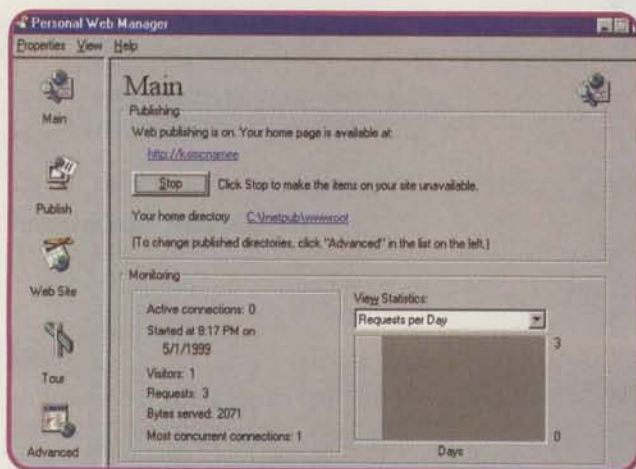 Personal Web Manager
Properties View Help
Main
Publish
Web Site
Tour
Advanced
Main
Publishing
Web publishing is on. Your home page is available at:
http://ksmcnamee
Stop Click Stop to make the items on your site unavailable.
Your home directory C:\Inetpub\wwwroot
(To change published directories, click "Advanced" in the list on the left.)
Monitoring
Active connections: 0
Started at 8:17 PM on
5/1/1999
Visitors: 1
Requests: 3
Bytes served: 2071
Most concurrent connections: 1
View Statistics:
Requests per Day
3
0
Days